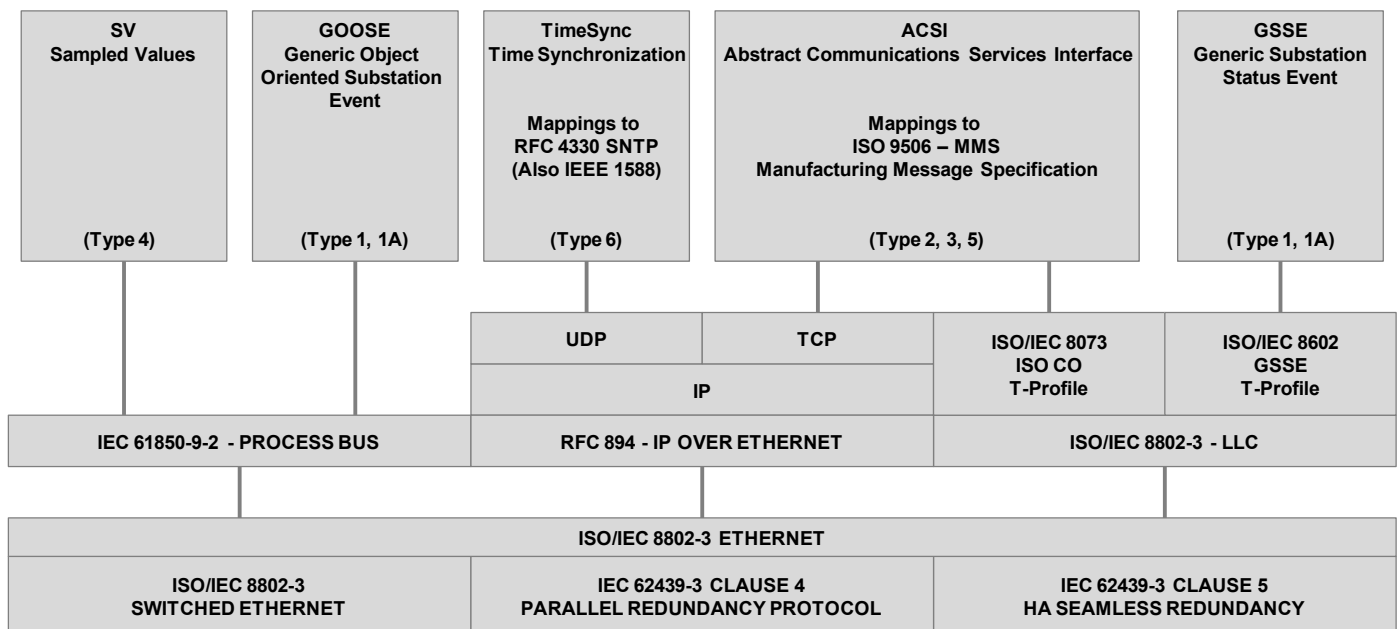 SV
Sampled Values
(Type 4)
GOOSE
Generic Object
Oriented Substation
Event
(Type 1, 1A)
TimeSync
Time Synchronization
Mappings to
RFC 4330 SNTP
(Also IEEE 1588)
(Type 6)
ACSI
Abstract Communications Services Interface
Mappings to
ISO 9506 – MMS
Manufacturing Message Specification
(Type 2, 3, 5)
GSSE
Generic Substation
Status Event
(Type 1, 1A)
UDP
TCP
IP
ISO/IEC 8073
ISO CO
T-Profile
ISO/IEC 8602
GSSE
T-Profile
IEC 61850-9-2 - PROCESS BUS
RFC 894 - IP OVER ETHERNET
ISO/IEC 8802-3 - LLC
ISO/IEC 8802-3 ETHERNET
ISO/IEC 8802-3
SWITCHED ETHERNET
IEC 62439-3 CLAUSE 4
PARALLEL REDUNDANCY PROTOCOL
IEC 62439-3 CLAUSE 5
HA SEAMLESS REDUNDANCY